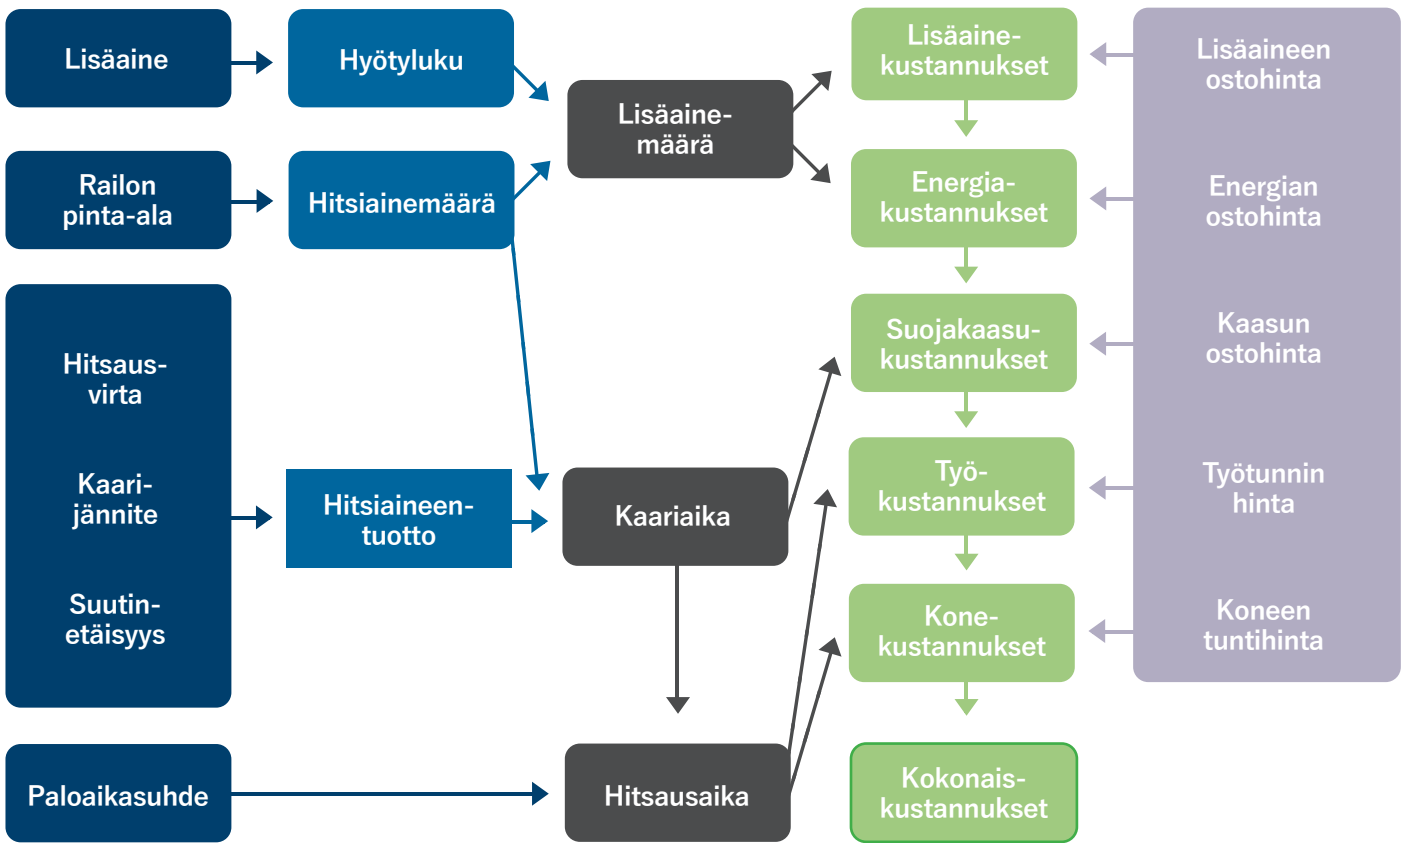 Lisäaine
Hyötyluku
Lisäaine-
määrä
Lisäaine-
kustannukset
Lisäaineen
ostohinta
Railon
pinta-ala
Hitsiainemäärä
Energia-
kustannukset
Energian
ostohinta
Hitsaus-
virta
Kaari-
jännite
Suutin-
etäisyys
Hitsiaineen-
tuotto
Kaariaika
Suojakaasu-
kustannukset
Kaasun
ostohinta
Työ-
kustannukset
Työtunnin
hinta
Kone-
kustannukset
Koneen
tuntihinta
Paloaikasuhde
Hitsausaika
Kokonais-
kustannukset